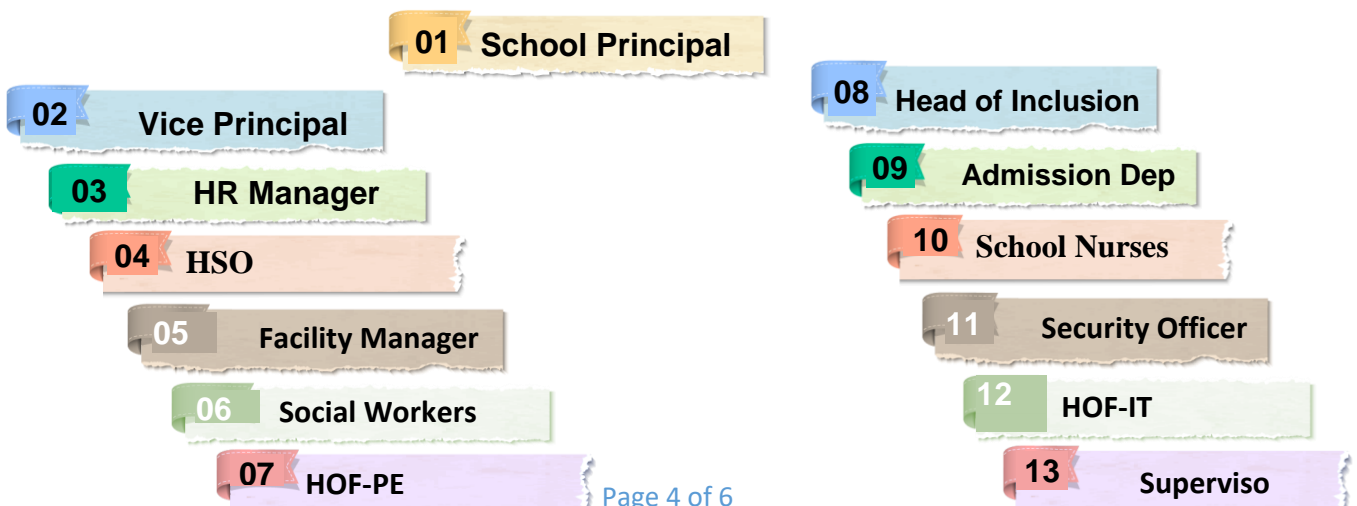 01 School Principal
02 Vice Principal
03 HR Manager
04 HSO
05 Facility Manager
06 Social Workers
07 HOF-PE
08 Head of Inclusion
09 Admission Dep
10 School Nurses
11 Security Officer
12 HOF-IT
13 Superviso
Page 4 of 6